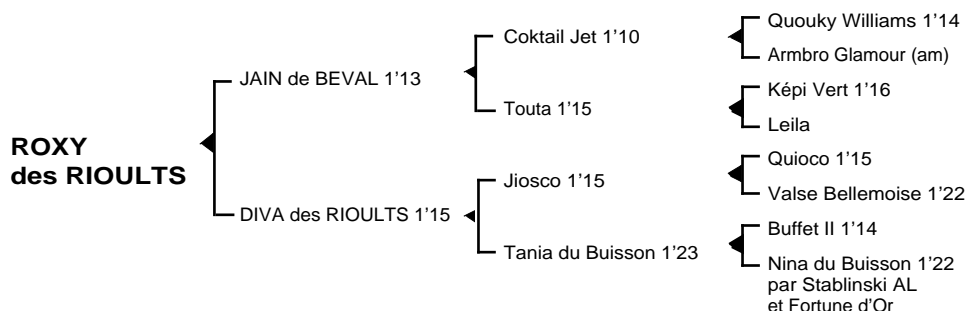 Quouky Williams 1'14
Coktail Jet 1'10
Armbro Glamour (am)
JAIN de BEVAL 1'13
Képi Vert 1'16
Touta 1'15
Leila
ROXY
des RIOULTS
Quioco 1'15
Jiosco 1'15
Valse Bellemoise 1'22
DIVA des RIOULTS 1'15
Buffet II 1'14
Tania du Buisson 1'23
Nina du Buisson 1'22
par Stablinski AL
et Fortune d'Or